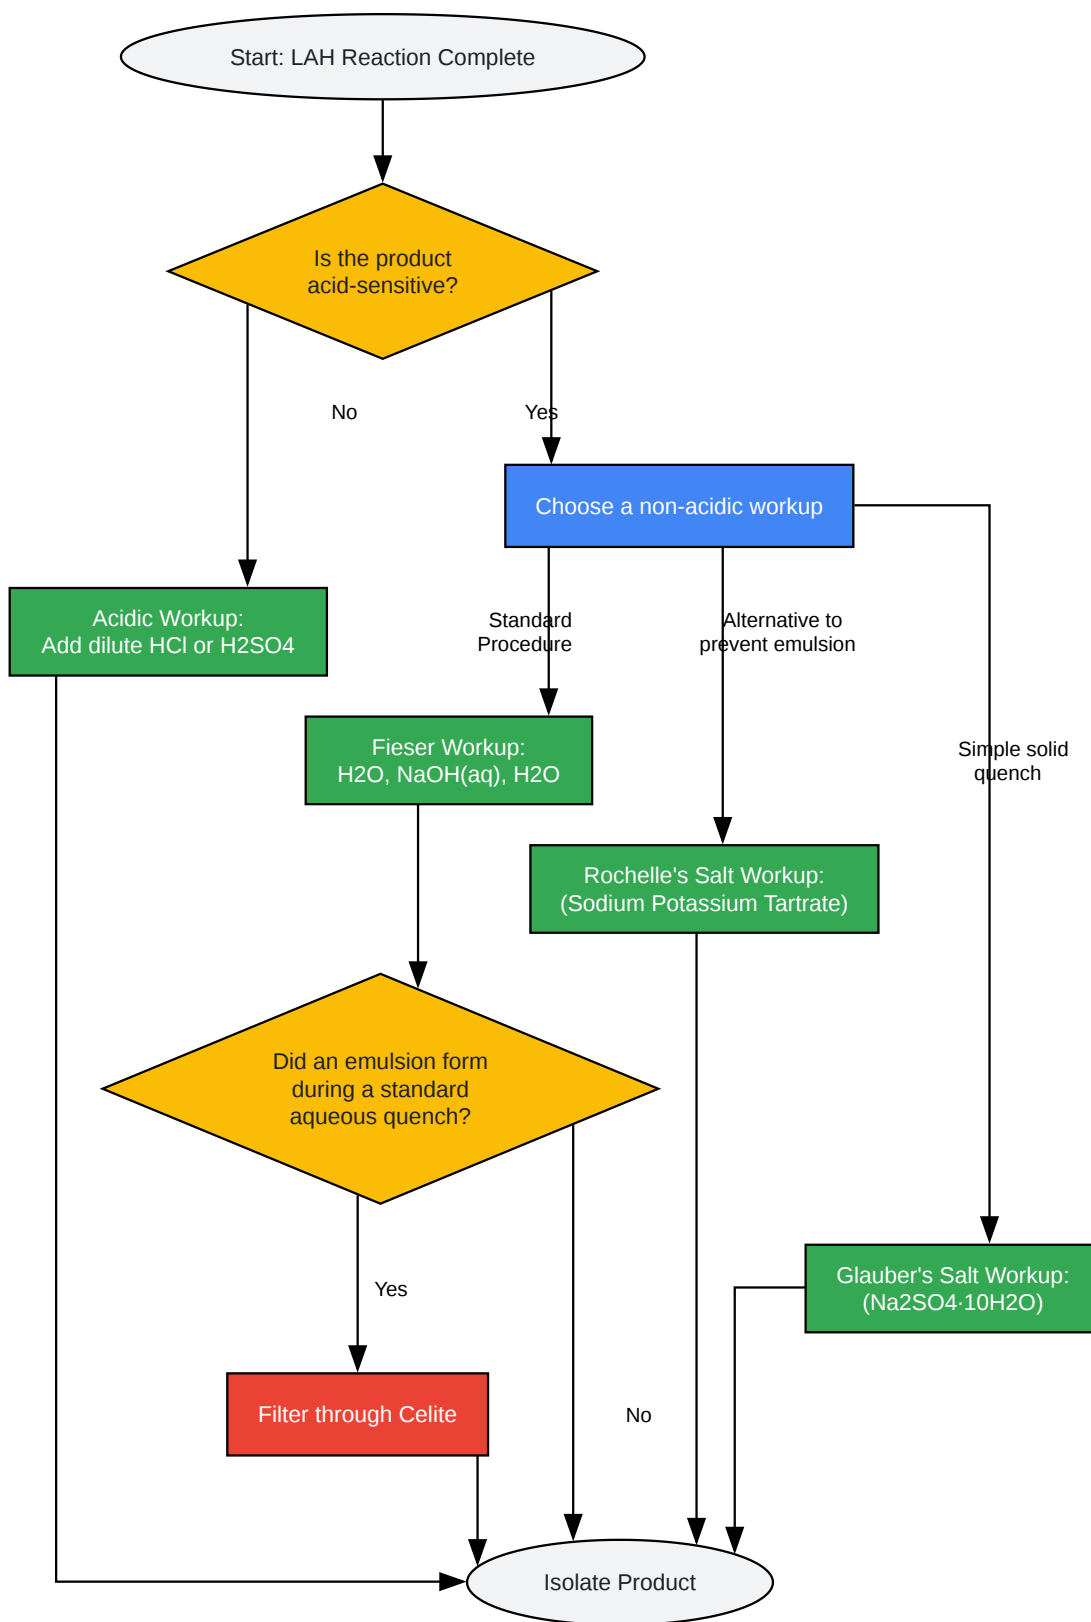 Start: LAH Reaction Complete
Is the product
acid-sensitive?
No
Yes
Choose a non-acidic workup
Acidic Workup:
Add dilute HCl or H2SO4
Standard
Procedure
Alternative to
prevent emulsion
Fieser Workup:
H2O, NaOH(aq), H2O
Simple solid
quench
Rochelle's Salt Workup:
(Sodium Potassium Tartrate)
Did an emulsion form
during a standard
aqueous quench?
Glauber's Salt Workup:
(Na2SO4·10H2O)
Yes
Filter through Celite
No
Isolate Product